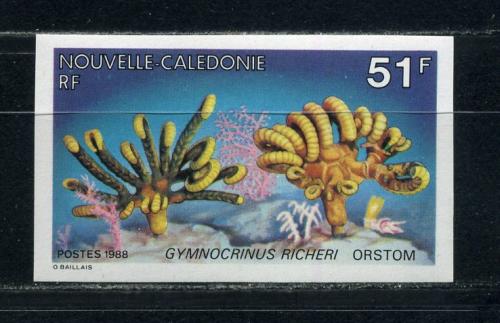 NOUVELLE-CALEDONIE
RF
51F
POSTES 1988
GYMNOCRINUS RICHERI ORSTOM
O BAILLAIS